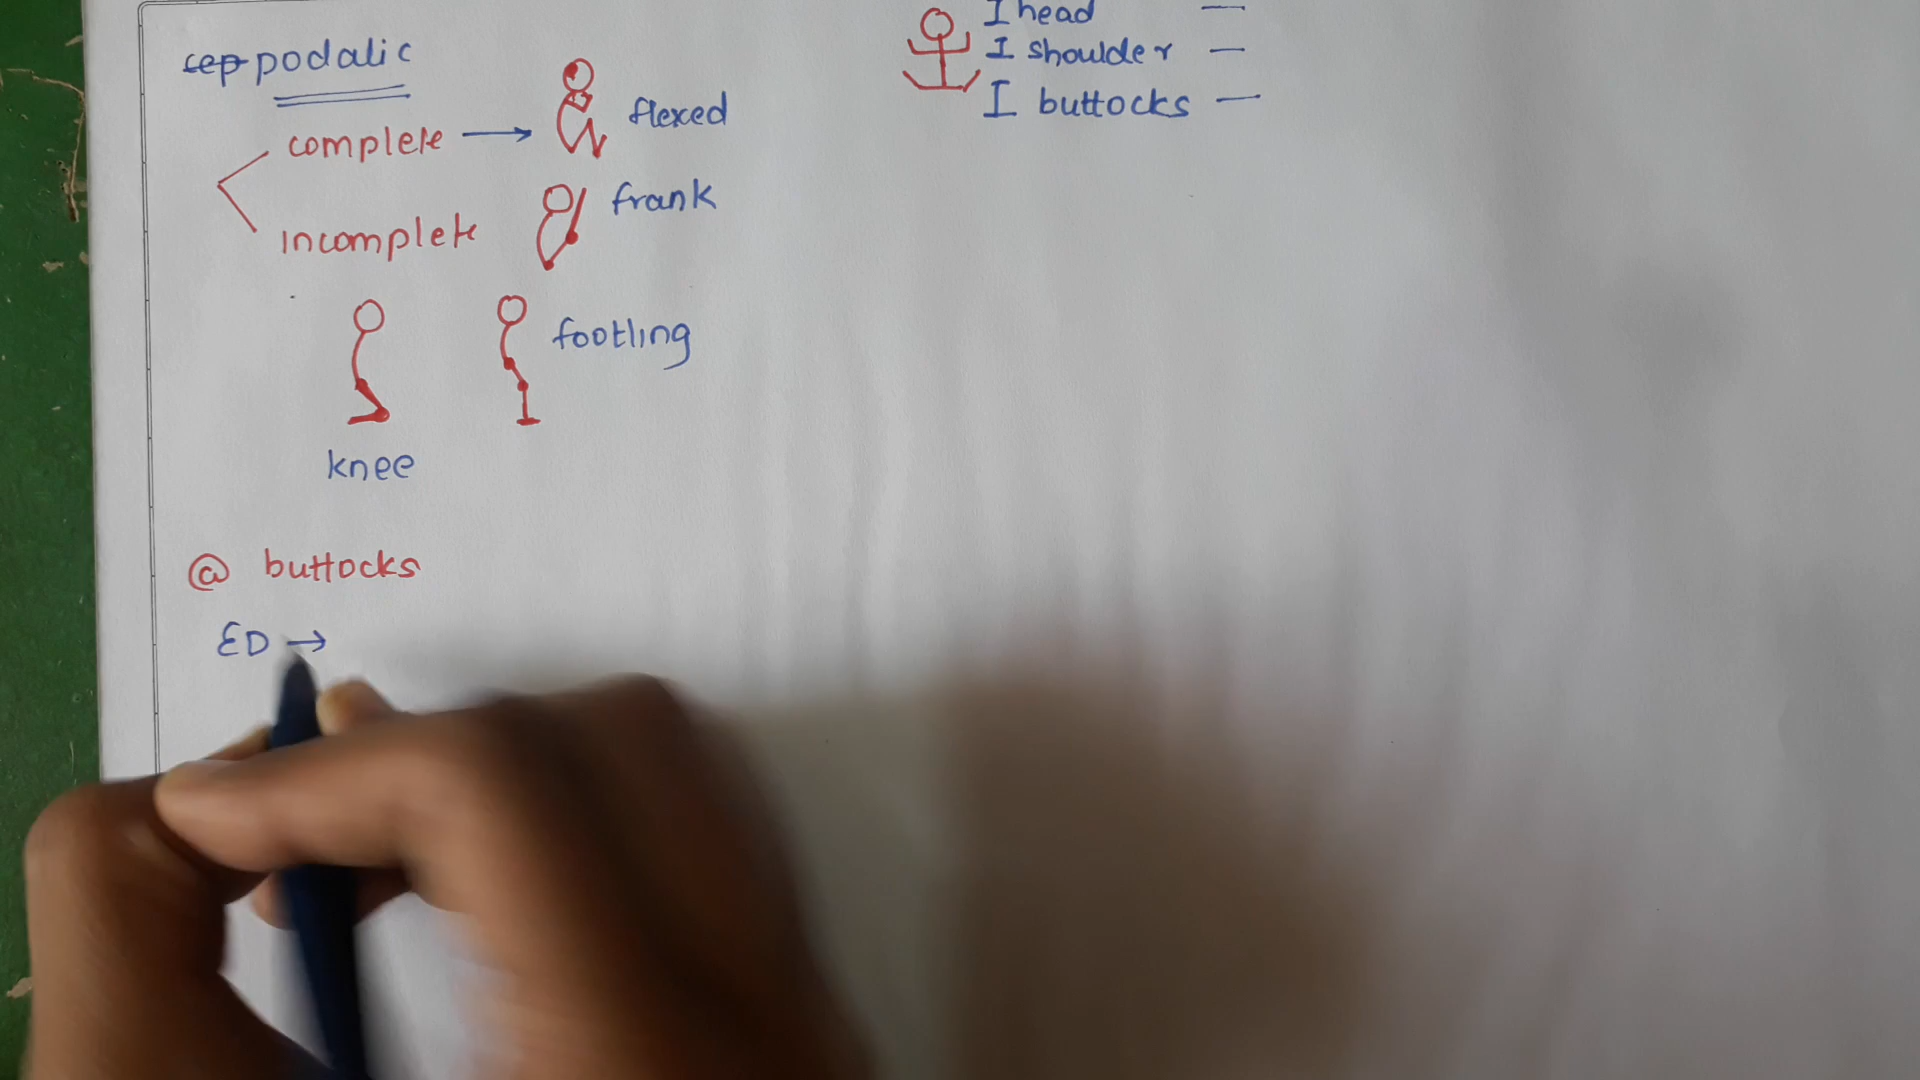 cep podalic
complete → flexed
incomplete frank
footling
knee
@ buttocks
ED →
I head —
I shoulder —
I buttocks —